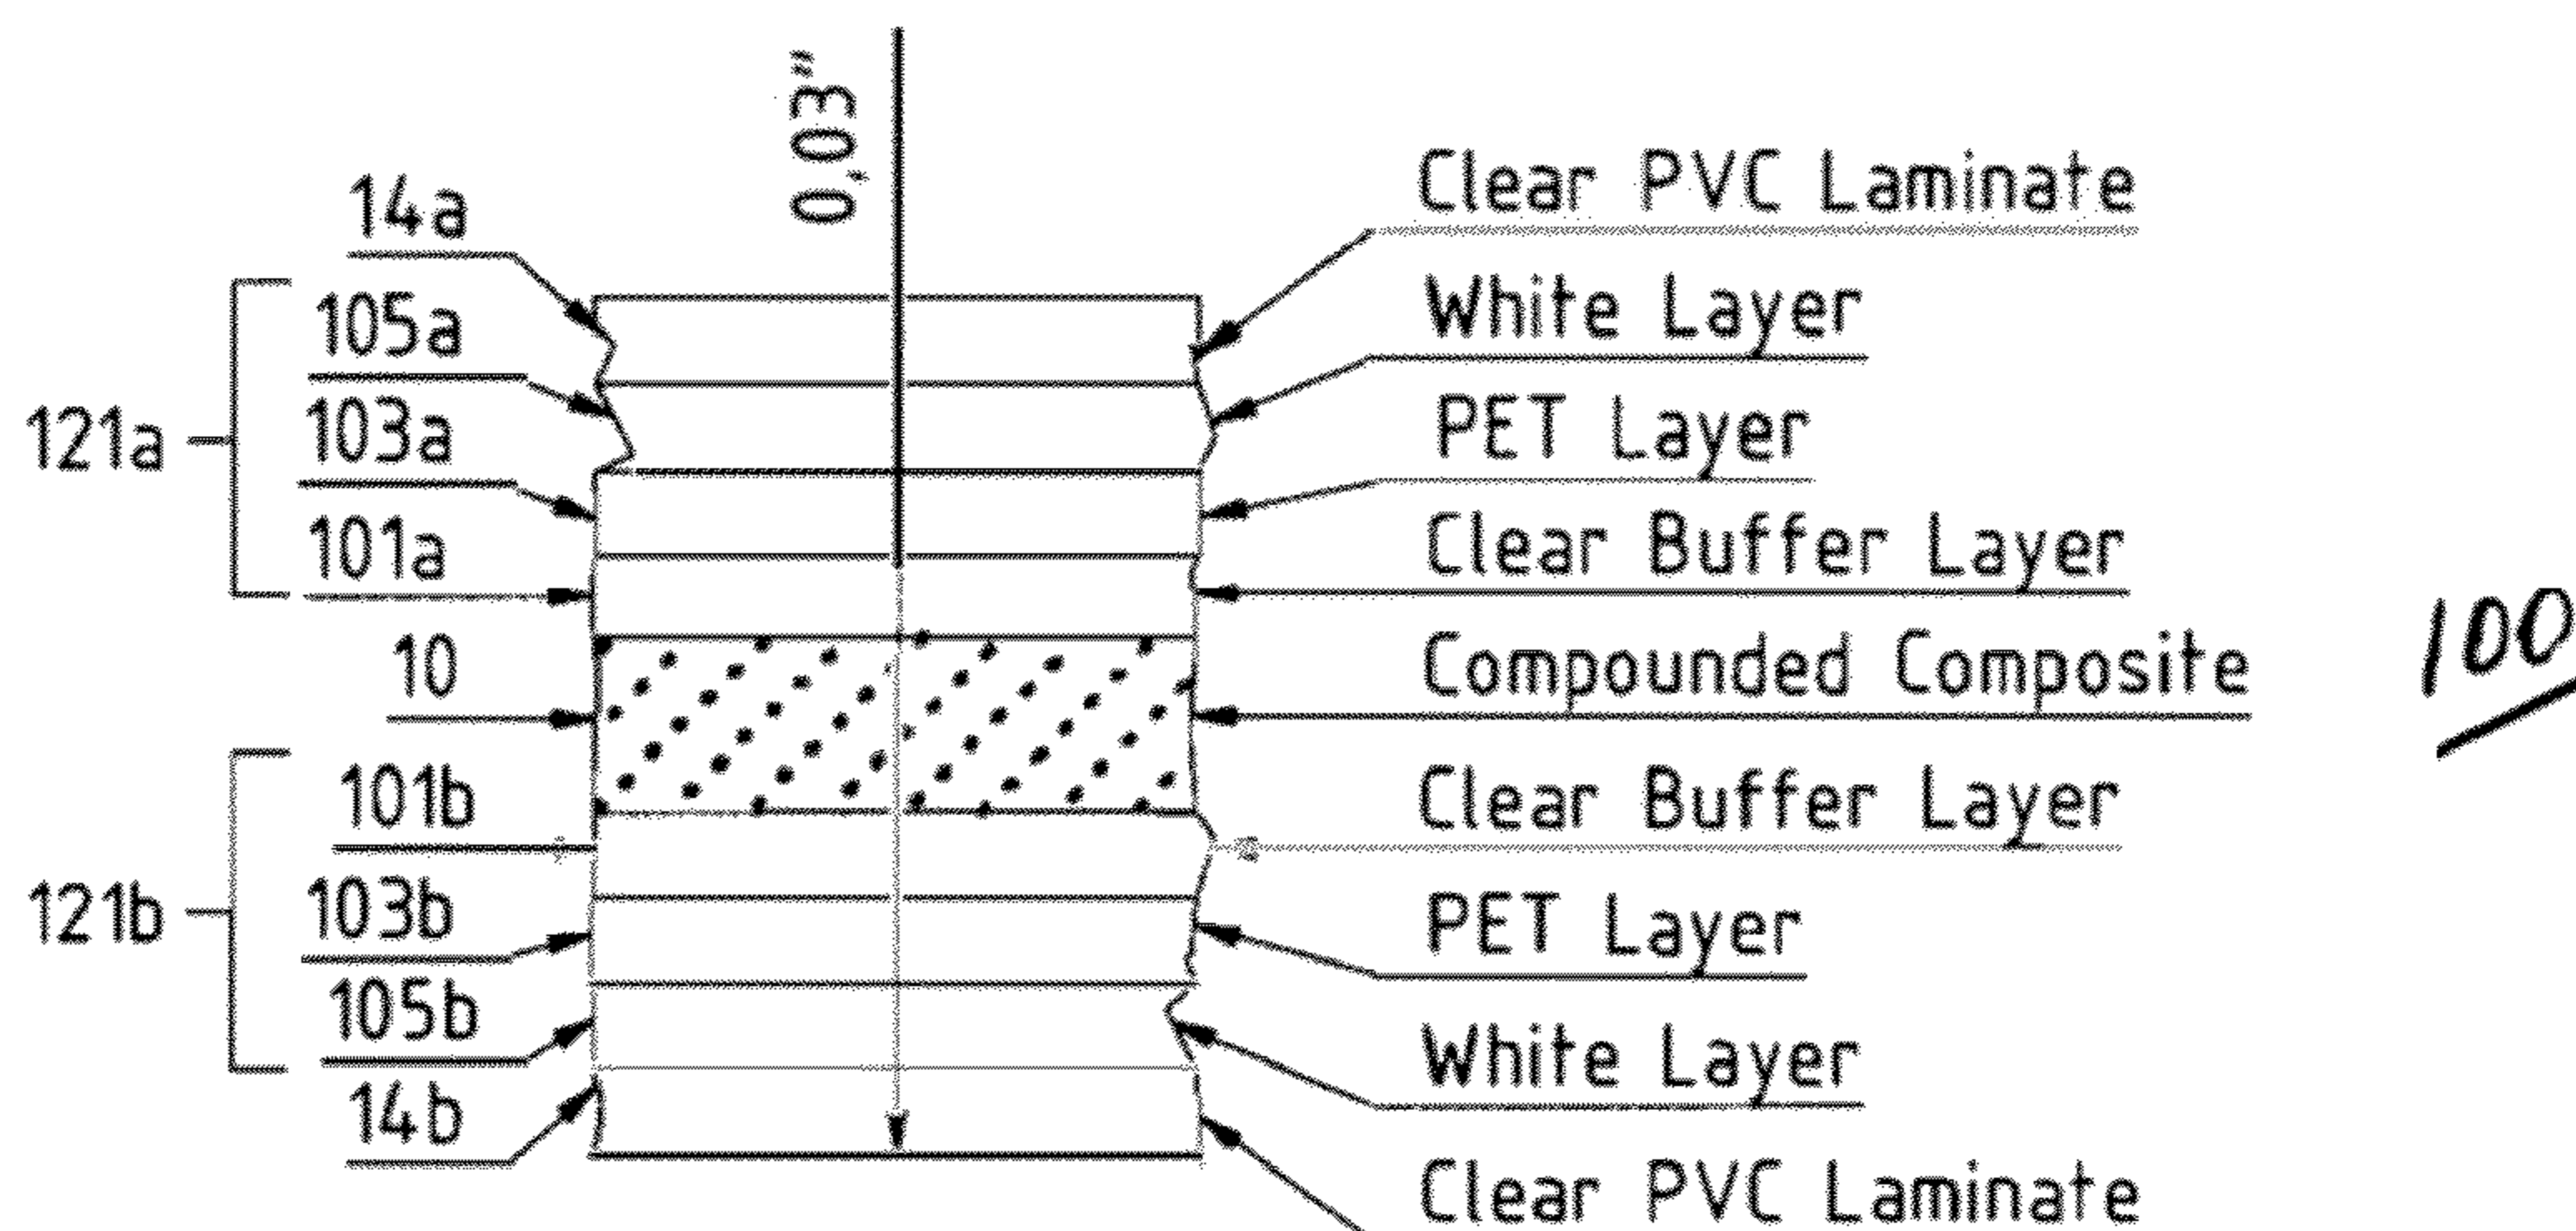 0,03"
14a
Clear PVC Laminate
105a
White Layer
121a
103a
PET Layer
101a
Clear Buffer Layer
10
Compounded Composite
100
101b
Clear Buffer Layer
121b
103b
PET Layer
105b
White Layer
14b
Clear PVC Laminate